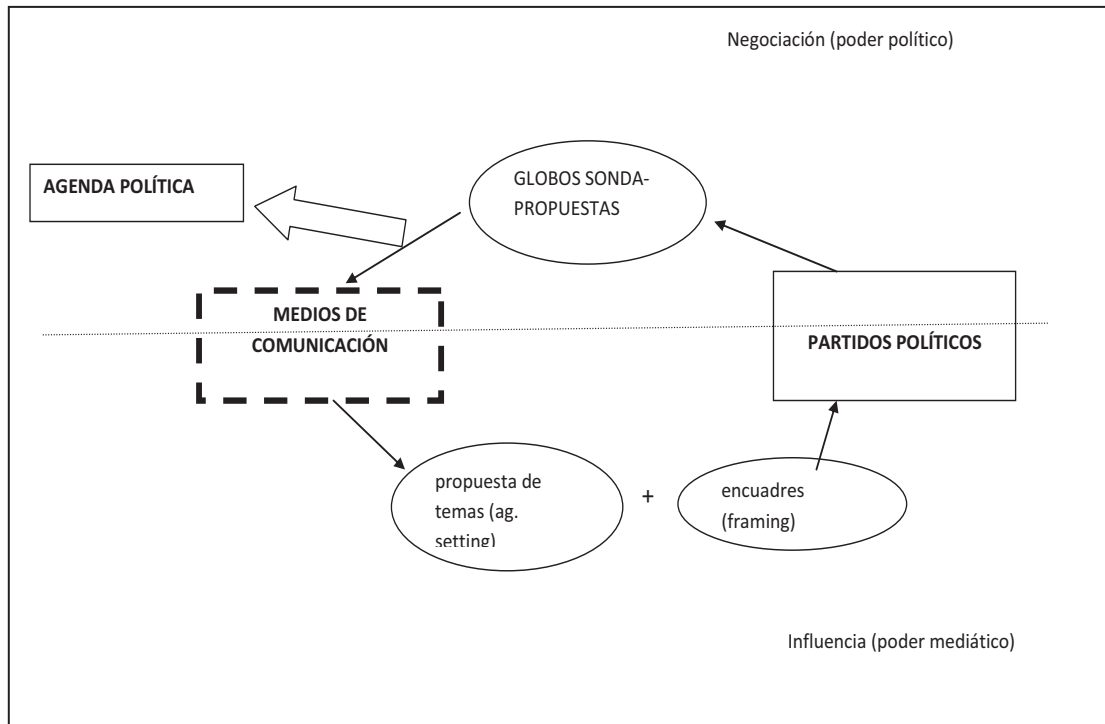 Negociación (poder político)
AGENDA POLÍTICA
GLOBOS SONDA-
PROPUESTAS
MEDIOS DE
COMUNICACIÓN
PARTIDOS POLÍTICOS
propuesta de
temas (ag.
setting)
+
encuadres
(framing)
Influencia (poder mediático)